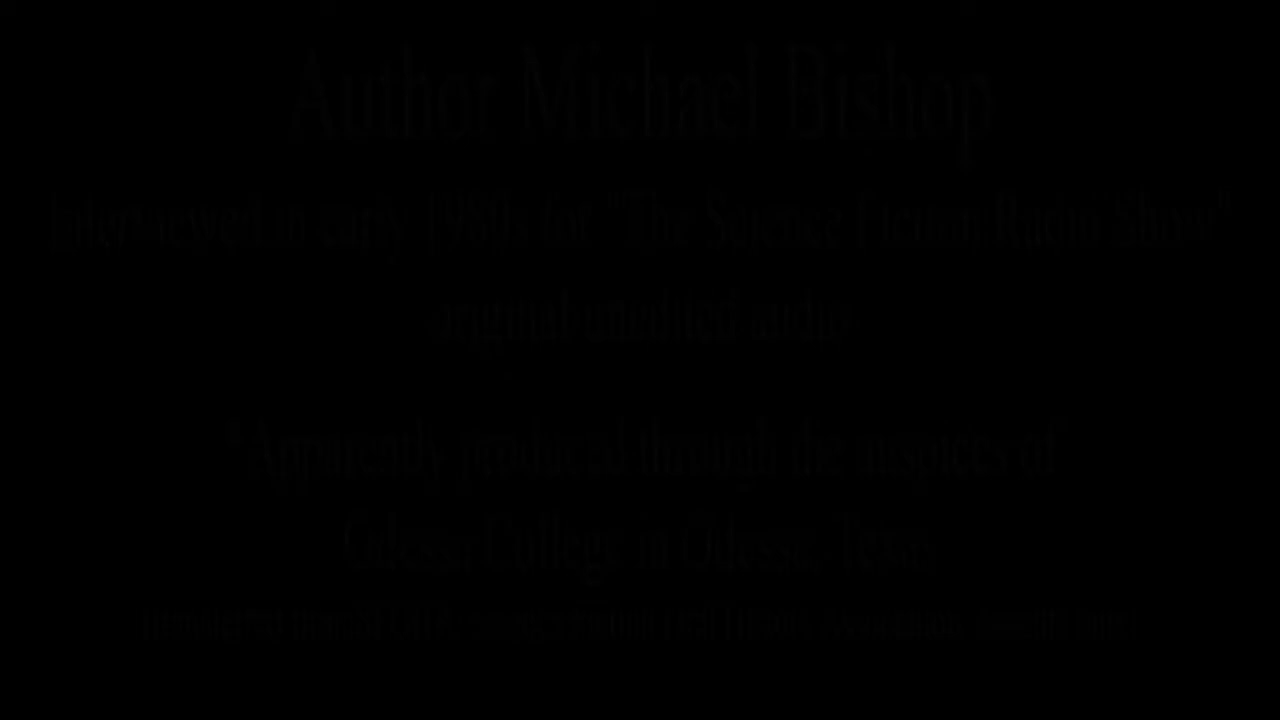 Author Michael Bishop
Interviewed in early 1980s for "The Science Fiction Radio Show"
original unedited audio
*Apparently produced through the auspices of
Odessa College in Odessa, Texas